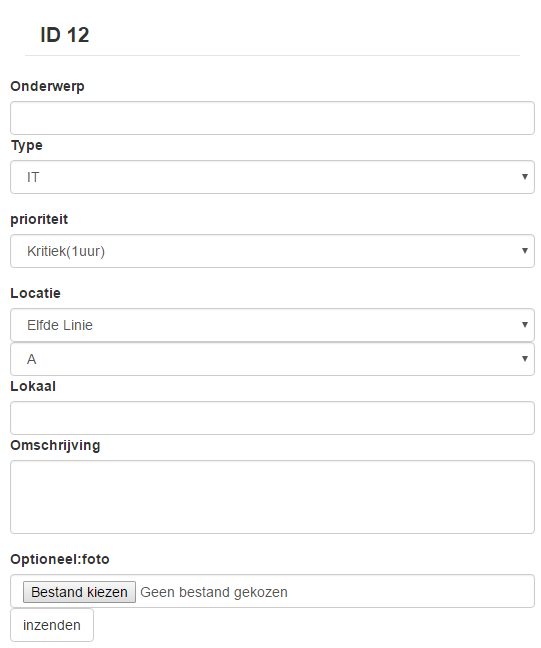 ID 12
Onderwerp
Type
IT
prioriteit
Kritiek(1uur)
Locatie
Elfde Linie
A
Lokaal
Omschrijving
Optioneel:foto
Bestand kiezen Geen bestand gekozen
inzenden